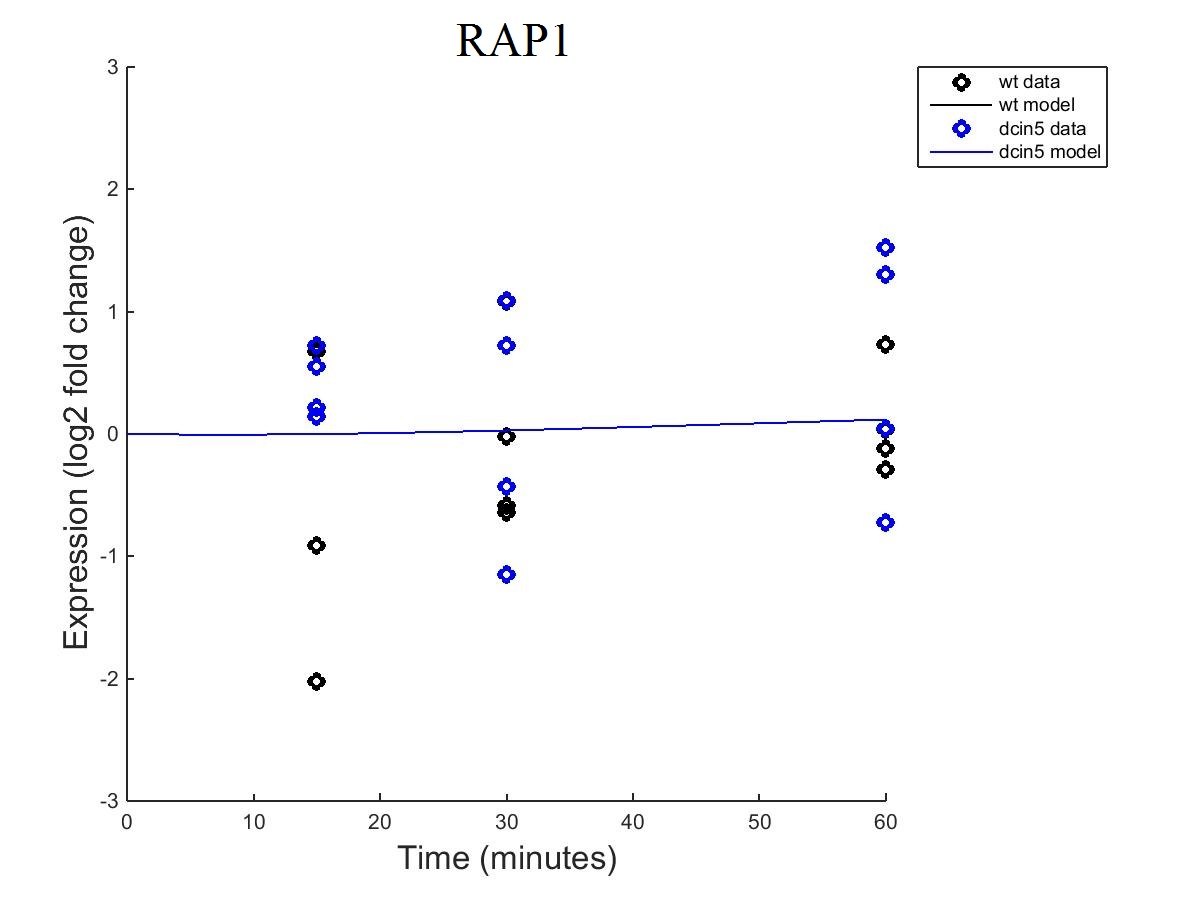 RAP1
3
2
1
0
-1
-2
-3
Expression (log2 fold change)
0 10 20 30 40 50 60
Time (minutes)
wt data
wt model
dcin5 data
dcin5 model